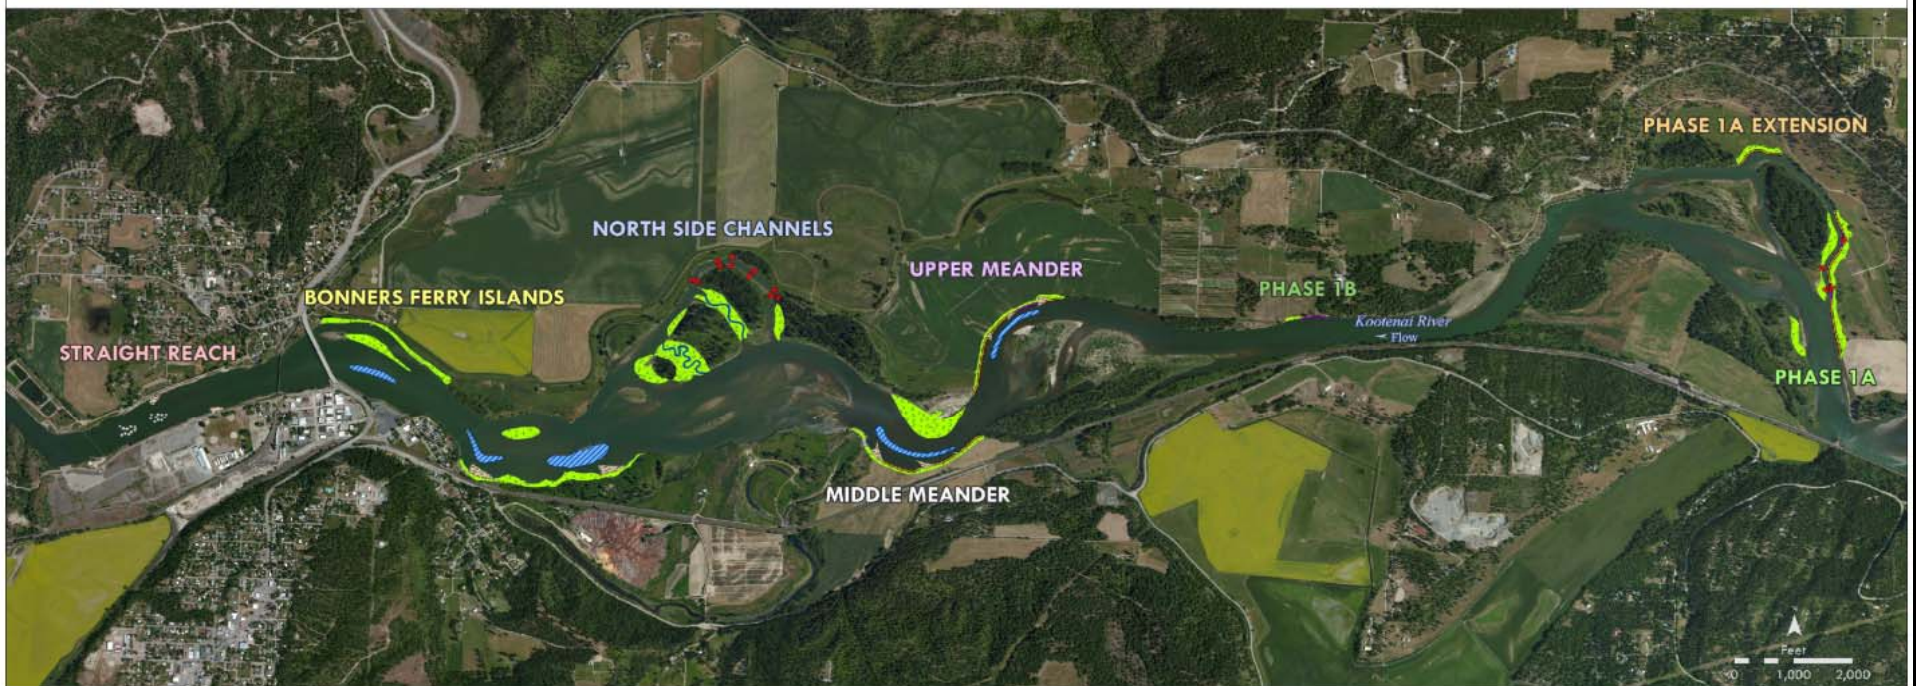 PHASE 1A EXTENSION
NORTH SIDE CHANNELS
UPPER MEANDER
PHASE 1B
BONNERS FERRY ISLANDS
Kootenai River
Flow
STRAIGHT REACH
PHASE 1A
MIDDLE MEANDER
Feet
0 1,000 2,000